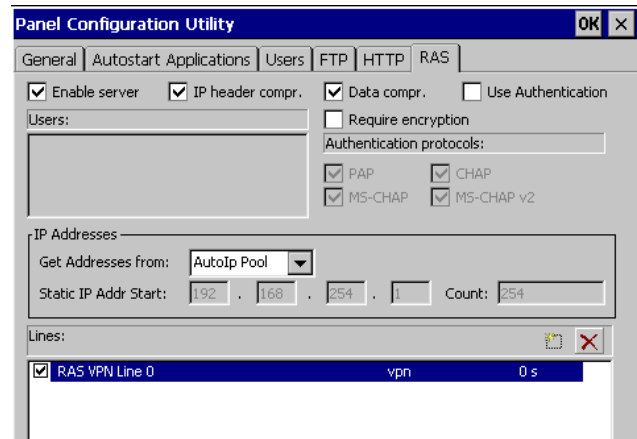 Panel Configuration Utility OK ×
General Autostart Applications Users FTP HTTP RAS
Enable server IP header compr. Data compr. Use Authentication
Users: Require encryption
Authentication protocols:
PAP CHAP
MS-CHAP MS-CHAP v2
IP Addresses
Get Addresses from: AutoIp Pool
Static IP Addr Start: 192 . 168 . 254 . 1 Count: 254
Lines:
RAS VPN Line 0 vpn 0 s